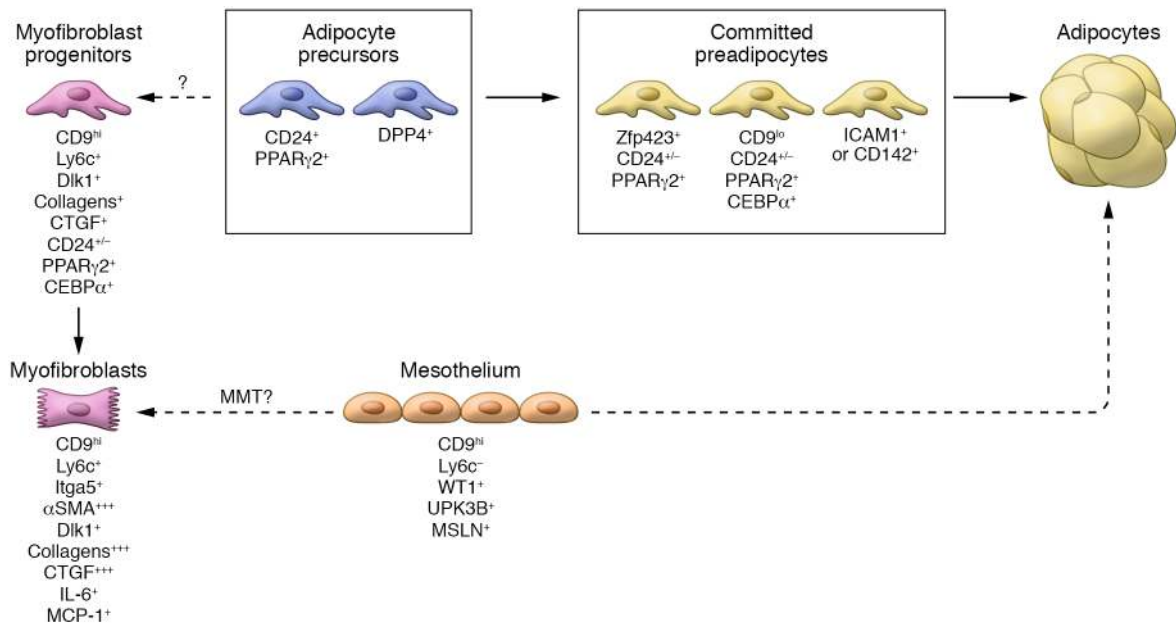 Myofibroblast
progenitors
CD9ʰⁱ
Ly6c⁺
Dlk1⁺
Collagens⁺
CTGF⁺
CD24⁺/⁻
PPARγ2⁺
CEBPα⁺
?
Adipocyte
precursors
CD24⁺
PPARγ2⁺
DPP4⁺
Committed
preadipocytes
Zfp423⁺
CD24⁺/⁻
PPARγ2⁺
CD9ˡᵒ
CD24⁺/⁻
PPARγ2⁺
CEBPα⁺
ICAM1⁺
or CD142⁺
Adipocytes
Myofibroblasts
CD9ʰⁱ
Ly6c⁺
Itga5⁺
αSMA⁺⁺⁺
Dlk1⁺
Collagens⁺⁺⁺
CTGF⁺⁺⁺
IL-6⁺
MCP-1⁺
MMT?
Mesothelium
CD9ʰⁱ
Ly6c⁻
WT1⁺
UPK3B⁺
MSLN⁺